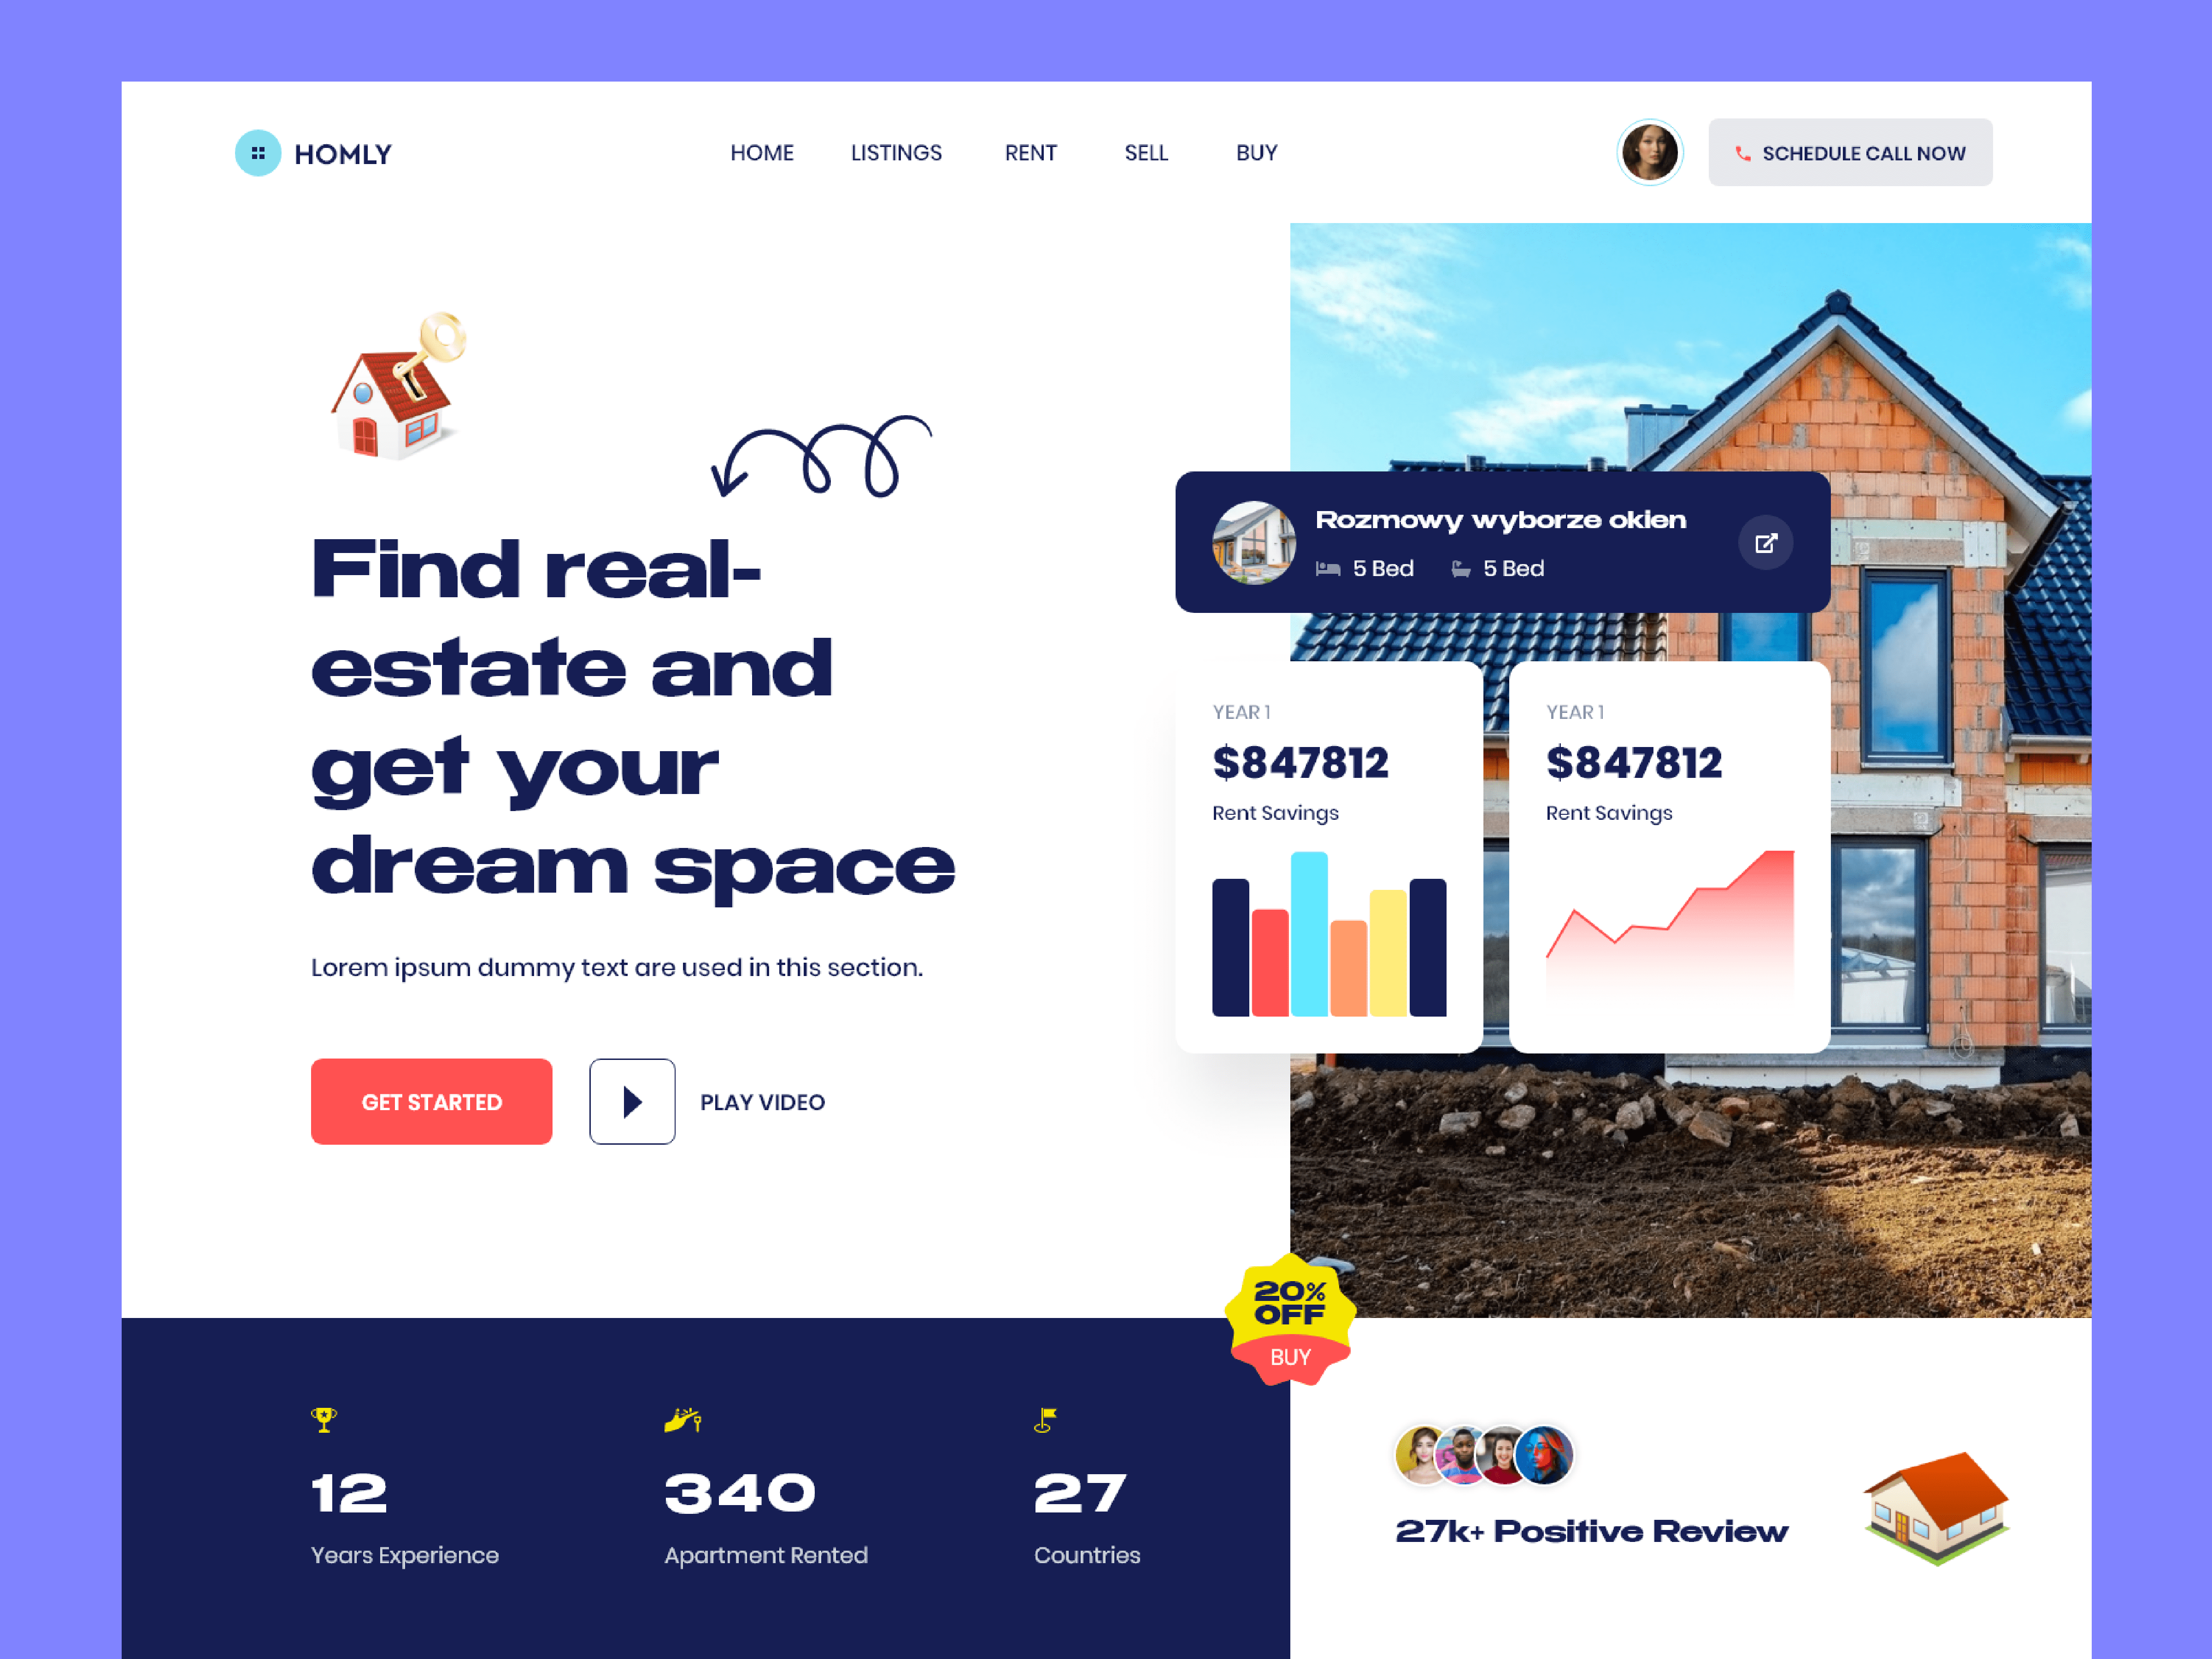 HOMLY
HOME
LISTINGS
RENT
SELL
BUY
SCHEDULE CALL NOW
Find real-
estate and
get your
dream space
Lorem ipsum dummy text are used in this section.
GET STARTED
PLAY VIDEO
Rozmowy wyborze okien
5 Bed
5 Bed
YEAR 1
$847812
Rent Savings
YEAR 1
$847812
Rent Savings
20%
OFF
BUY
12
Years Experience
340
Apartment Rented
27
Countries
27k+ Positive Review